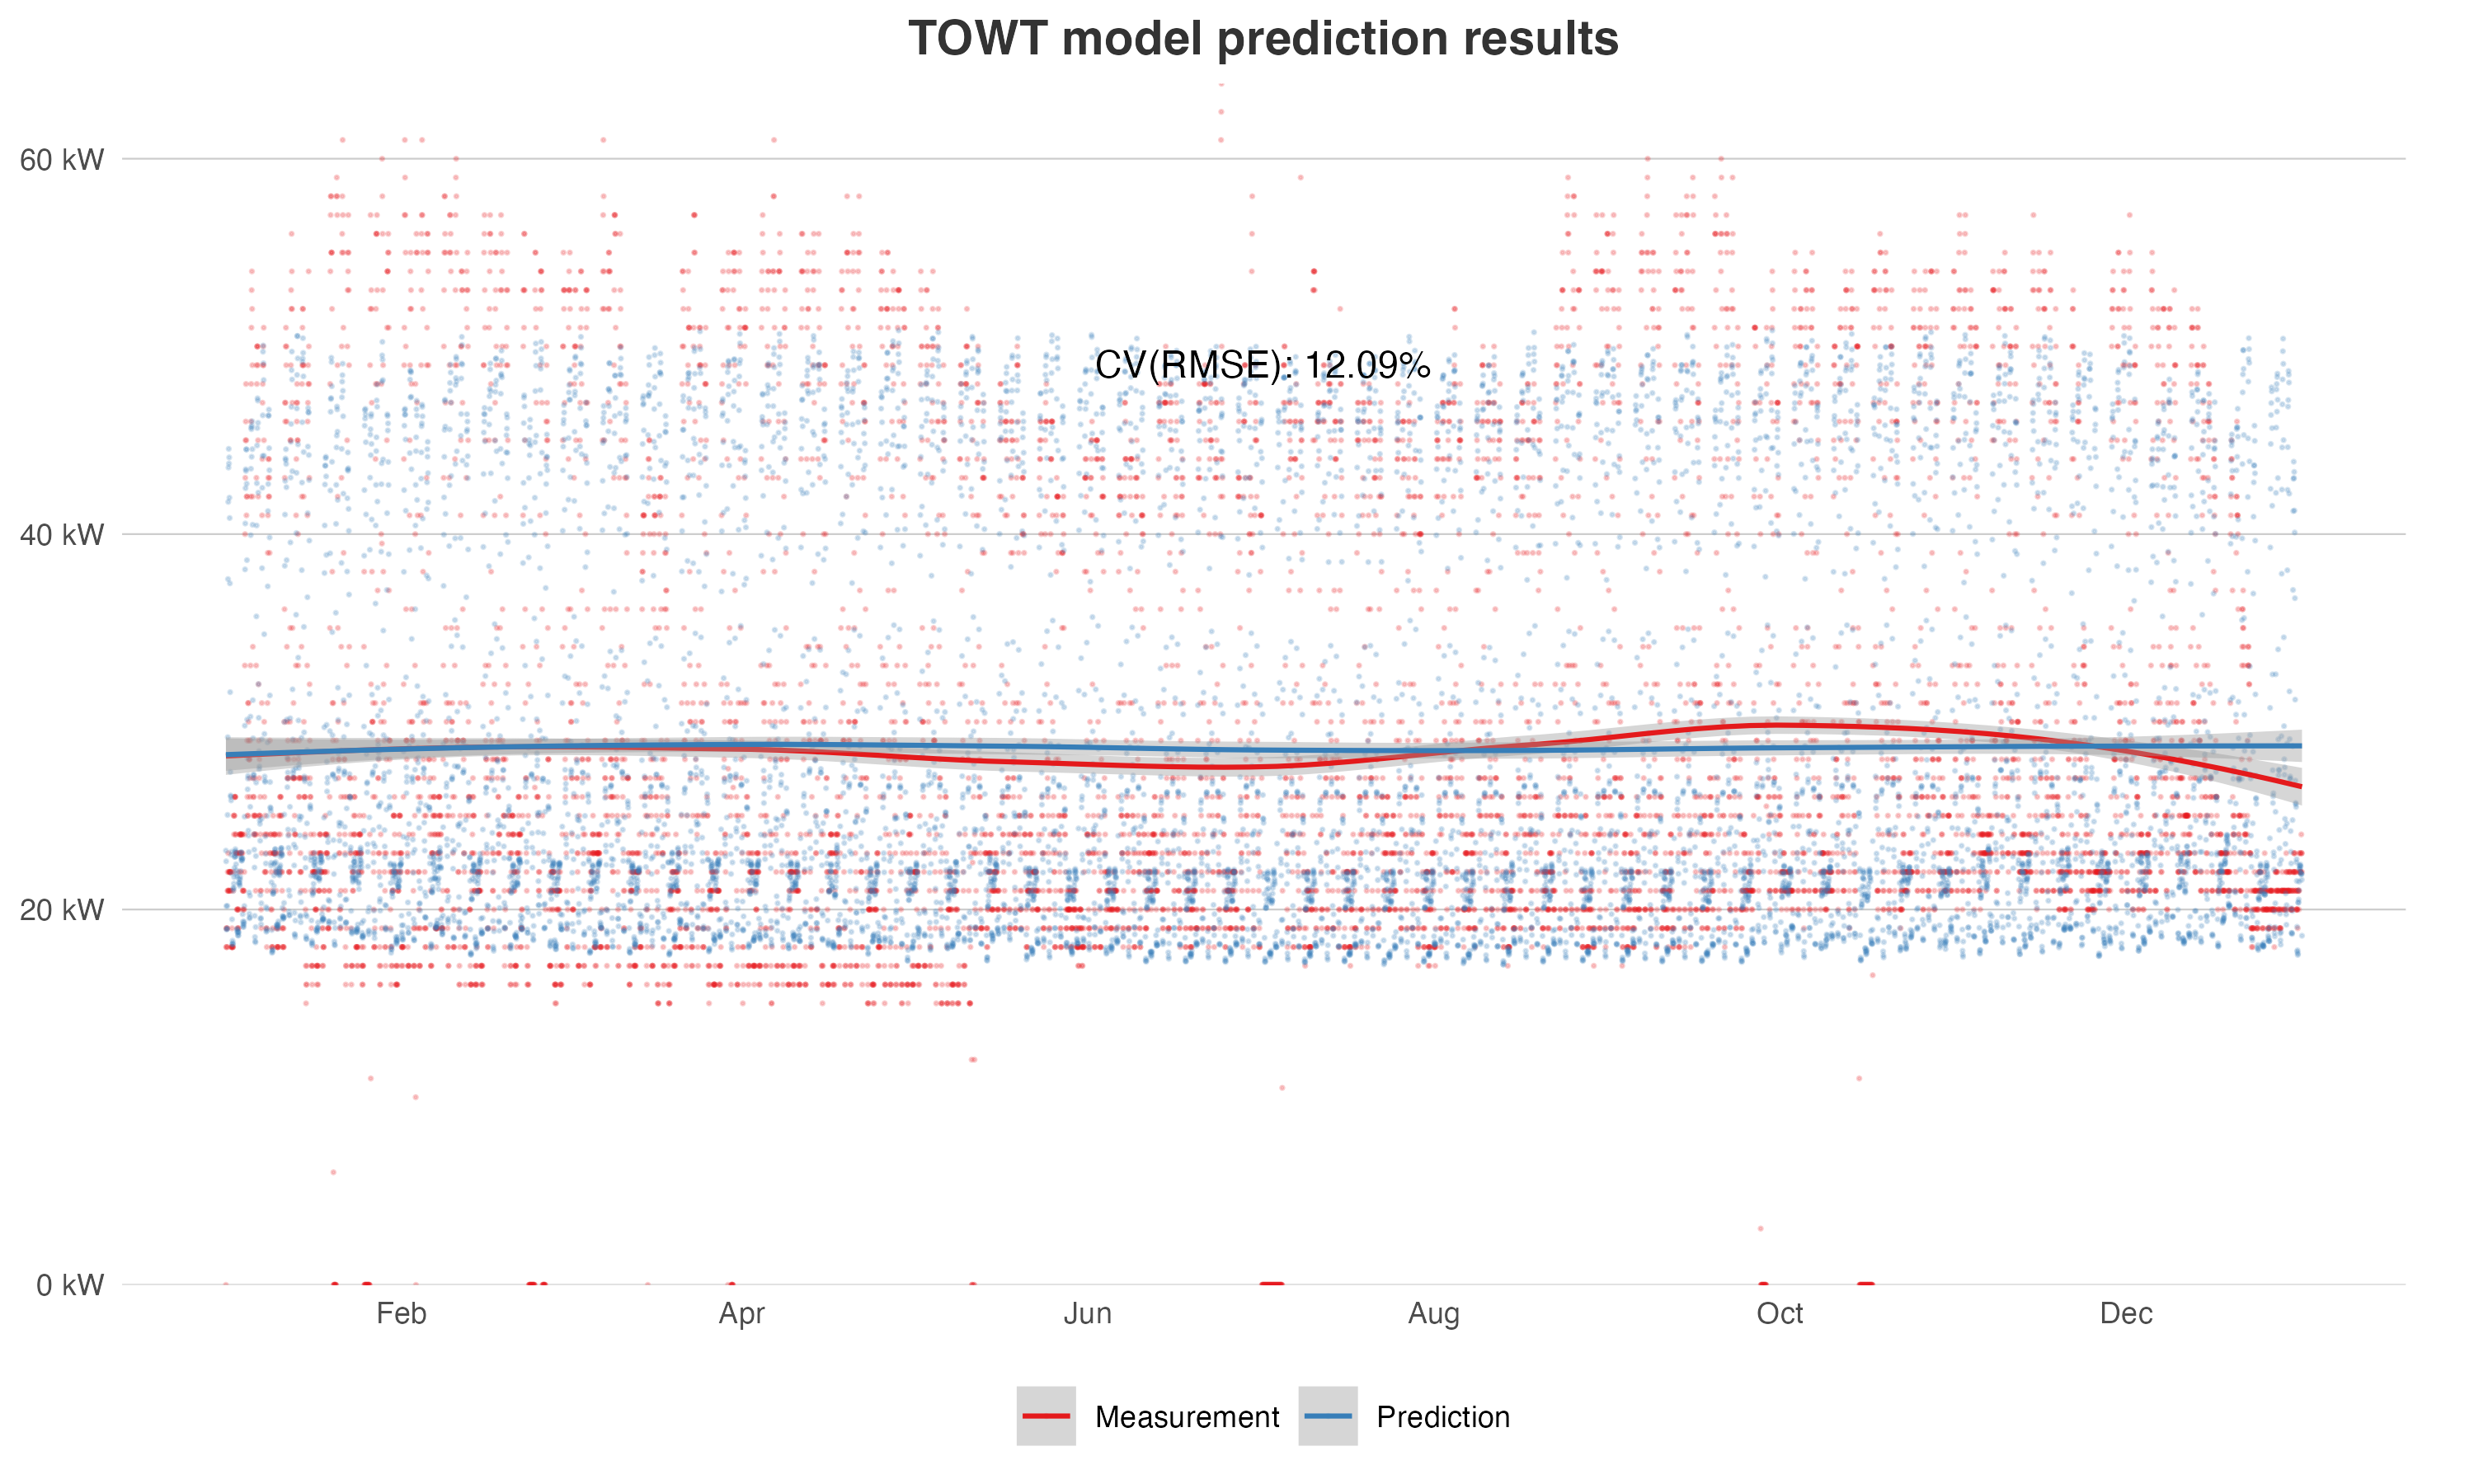 TOWT model prediction results
60 kW
CV(RMSE): 12.09%
40 kW
20 kW
0 kW
Feb Apr Jun Aug Oct Dec
Measurement Prediction